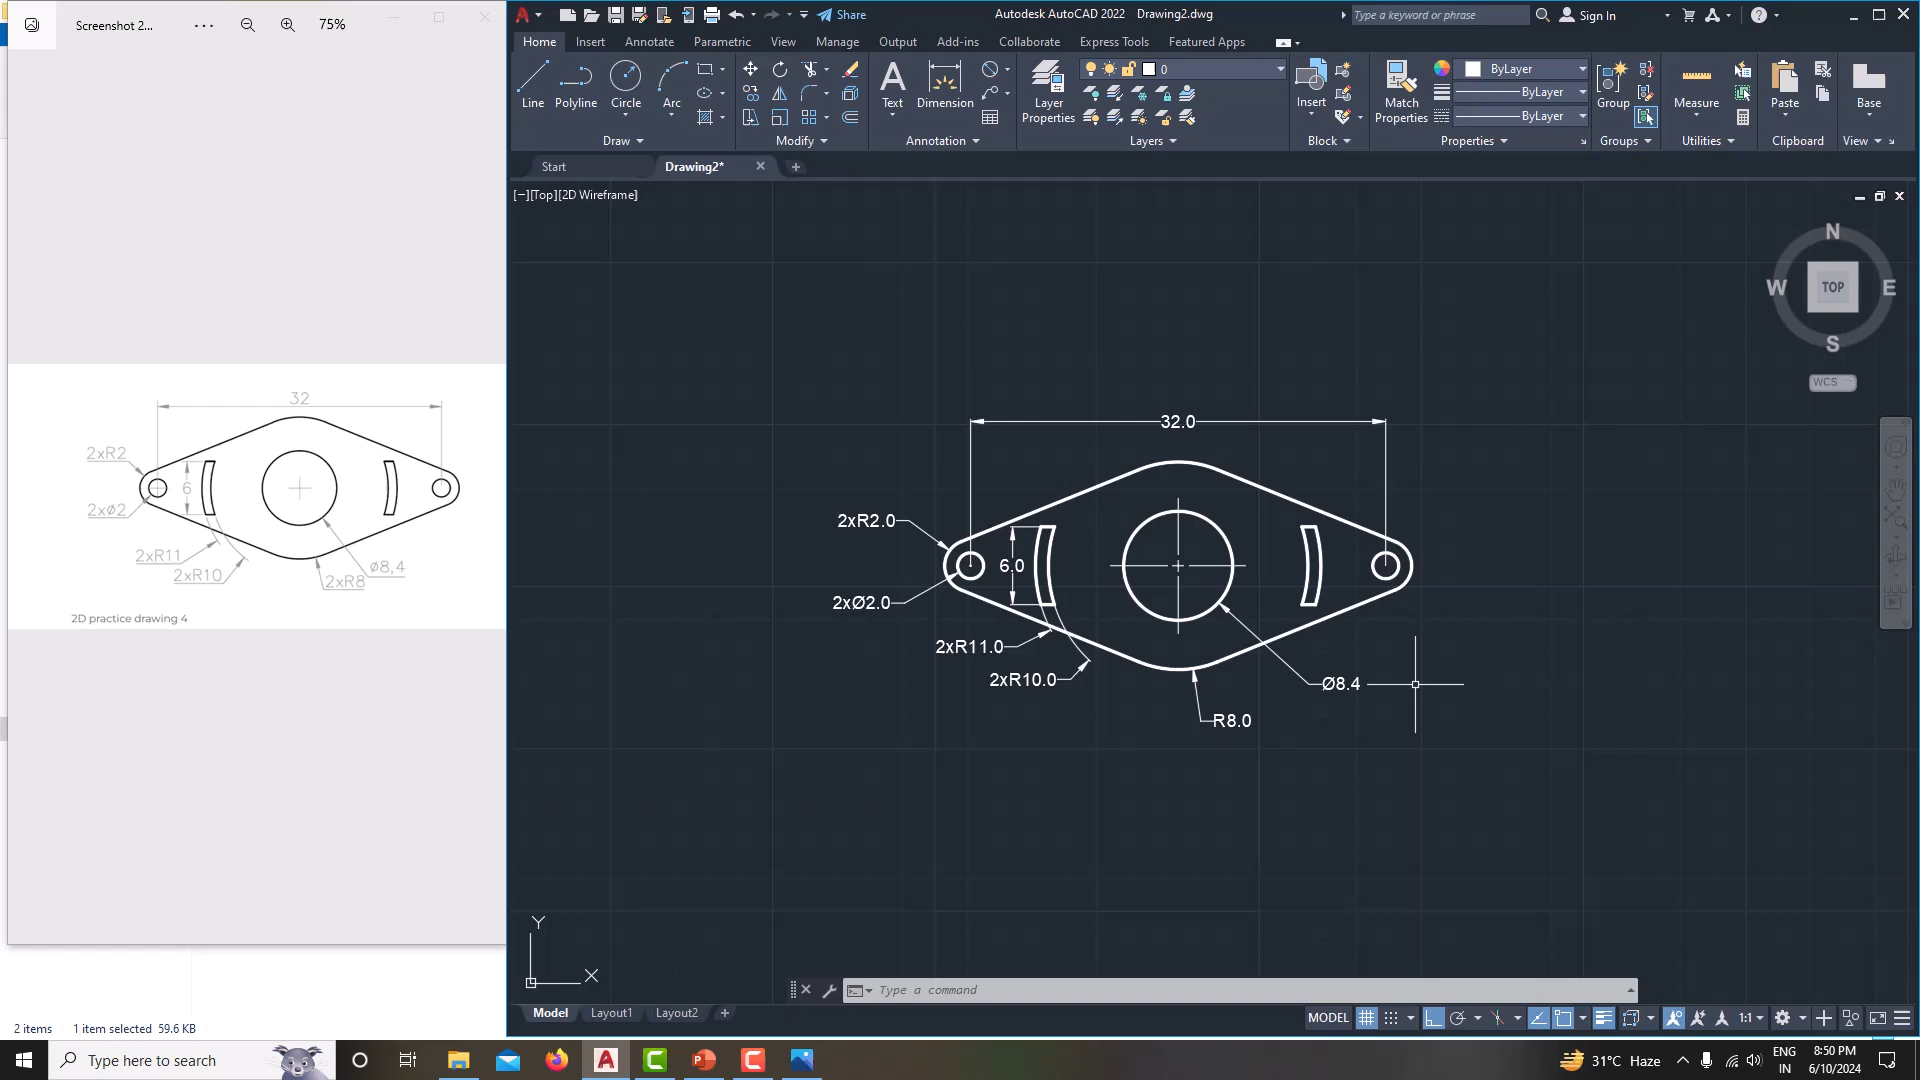 Screenshot 2... ... 75%
Autodesk AutoCAD 2022 Drawing2.dwg
Share
Type a keyword or phrase
Sign In
Home Insert Annotate Parametric View Manage Output Add-ins Collaborate Express Tools Featured Apps
Line Polyline Circle Arc
Text Dimension
Layer Properties
0
Insert
Match Properties
ByLayer
ByLayer
ByLayer
Group
Measure
Paste
Base
Draw Modify Annotation Layers Block Properties Groups Utilities Clipboard View
Start Drawing2*
[−][Top][2D Wireframe]
N
W TOP E
S
WCS
32
2xR2
6
2xø2
2xR11
2xR10
ø8,4
2xR8
2D practice drawing 4
32.0
2xR2.0
6.0
2xØ2.0
2xR11.0
2xR10.0
Ø8.4
R8.0
Y
X
Type a command
Model Layout1 Layout2
MODEL 1:1
2 items 1 item selected 59.6 KB
Type here to search
31°C Haze
ENG
IN
8:50 PM
6/10/2024